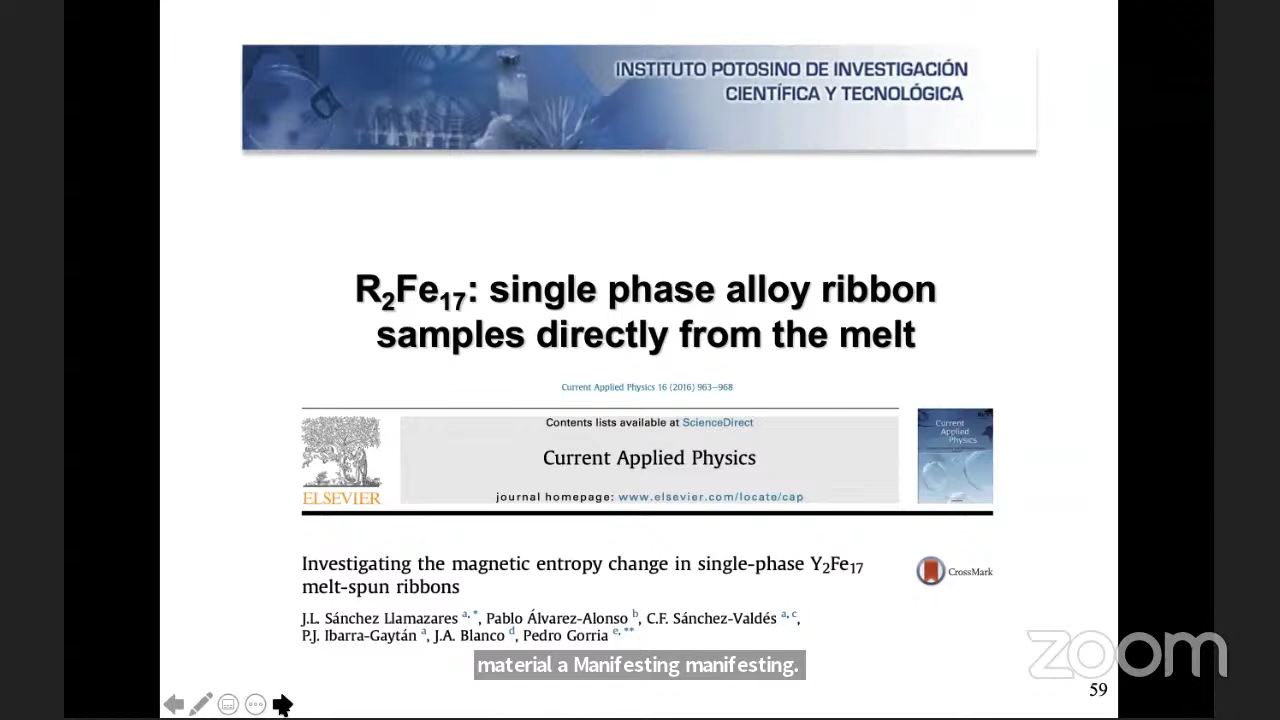 INSTITUTO POTOSINO DE INVESTIGACIÓN
CIENTÍFICA Y TECNOLÓGICA
R2Fe17: single phase alloy ribbon
samples directly from the melt
Current Applied Physics 16 (2016) 963–968
Contents lists available at ScienceDirect
Current Applied Physics
journal homepage: www.elsevier.com/locate/cap
ELSEVIER
Current
Applied
Physics
Investigating the magnetic entropy change in single-phase Y2Fe17
melt-spun ribbons
CrossMark
J.L. Sánchez Llamazares a, *, Pablo Álvarez-Alonso b, C.F. Sánchez-Valdés a, c,
P.J. Ibarra-Gaytán a, J.A. Blanco d, Pedro Gorria e, **
material a Manifesting manifesting.
zoom
59